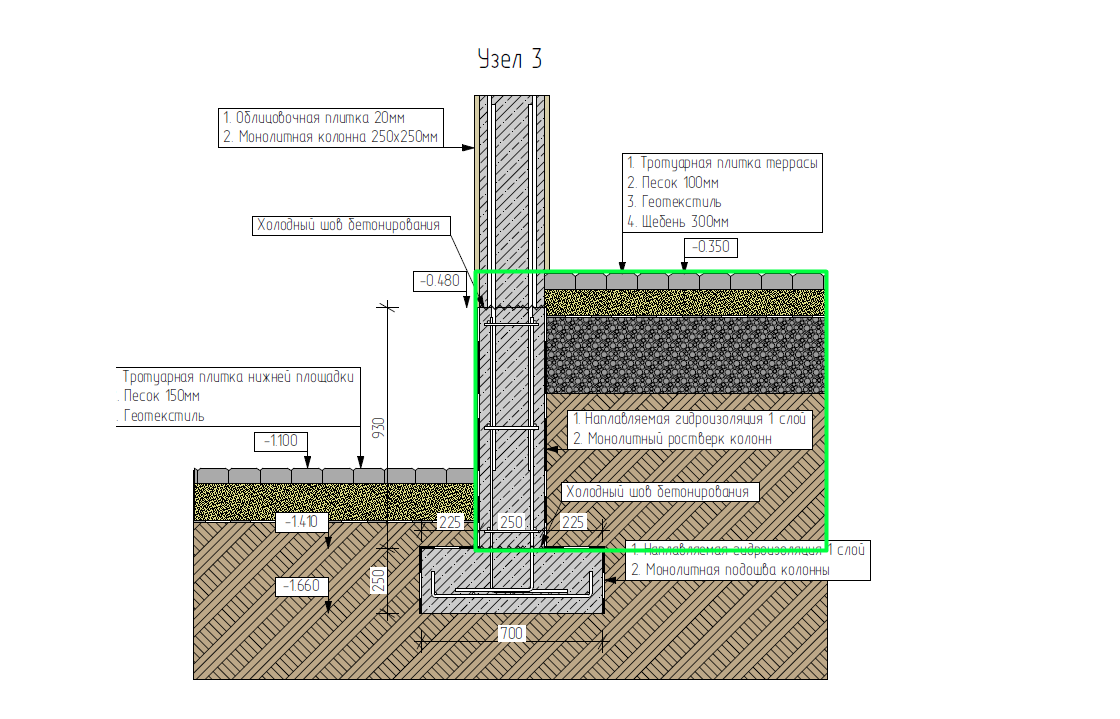 Узел 3
1. Облицовочная плитка 20мм
2. Монолитная колонна 250х250мм
1. Тротуарная плитка террасы
2. Песок 100мм
3. Геотекстиль
4. Щебень 300мм
Холодный шов бетонирования
-0.350
-0.480
Тротуарная плитка нижней площадки
. Песок 150мм
. Геотекстиль
930
1. Наплавляемая гидроизоляция 1 слой
2. Монолитный ростверк колонн
-1.100
Холодный шов бетонирования
-1.410
225
250
225
1. Наплавляемая гидроизоляция 1 слой
2. Монолитная подошва колонны
-1.660
250
700